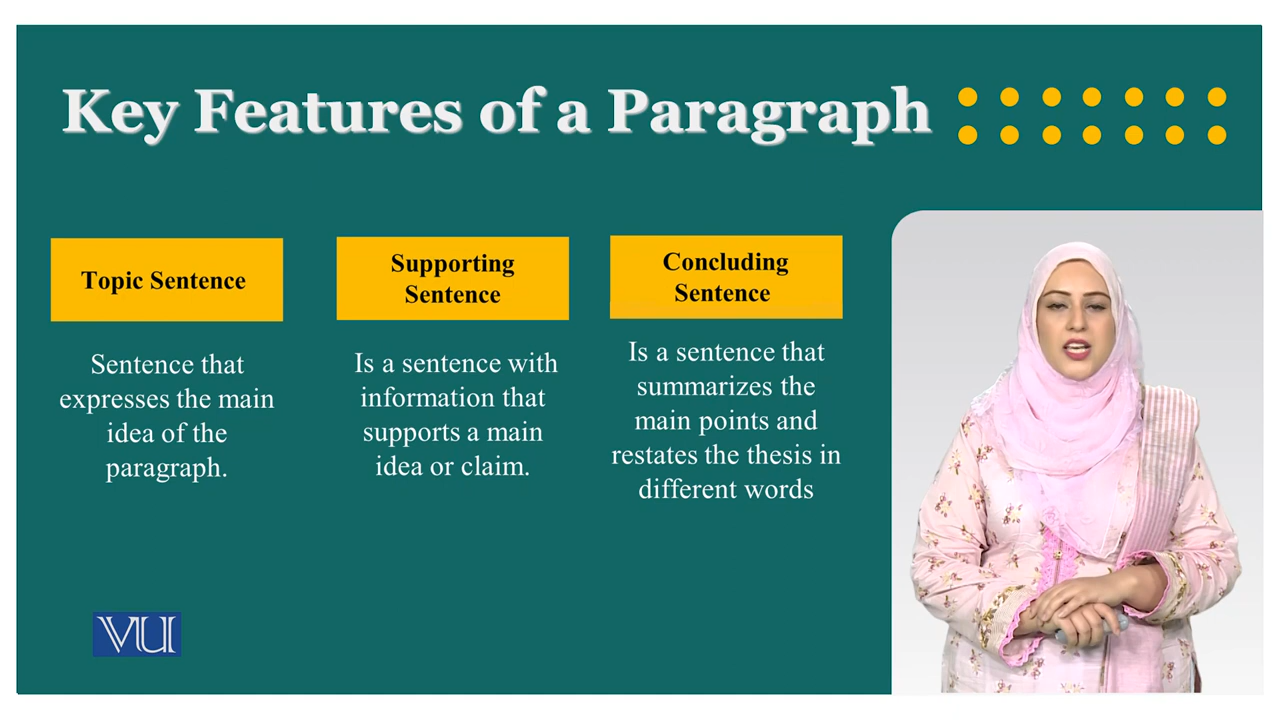 Key Features of a Paragraph
Topic Sentence
Sentence that
expresses the main
idea of the
paragraph.
Supporting
Sentence
Is a sentence with
information that
supports a main
idea or claim.
Concluding
Sentence
Is a sentence that
summarizes the
main points and
restates the thesis in
different words
VU